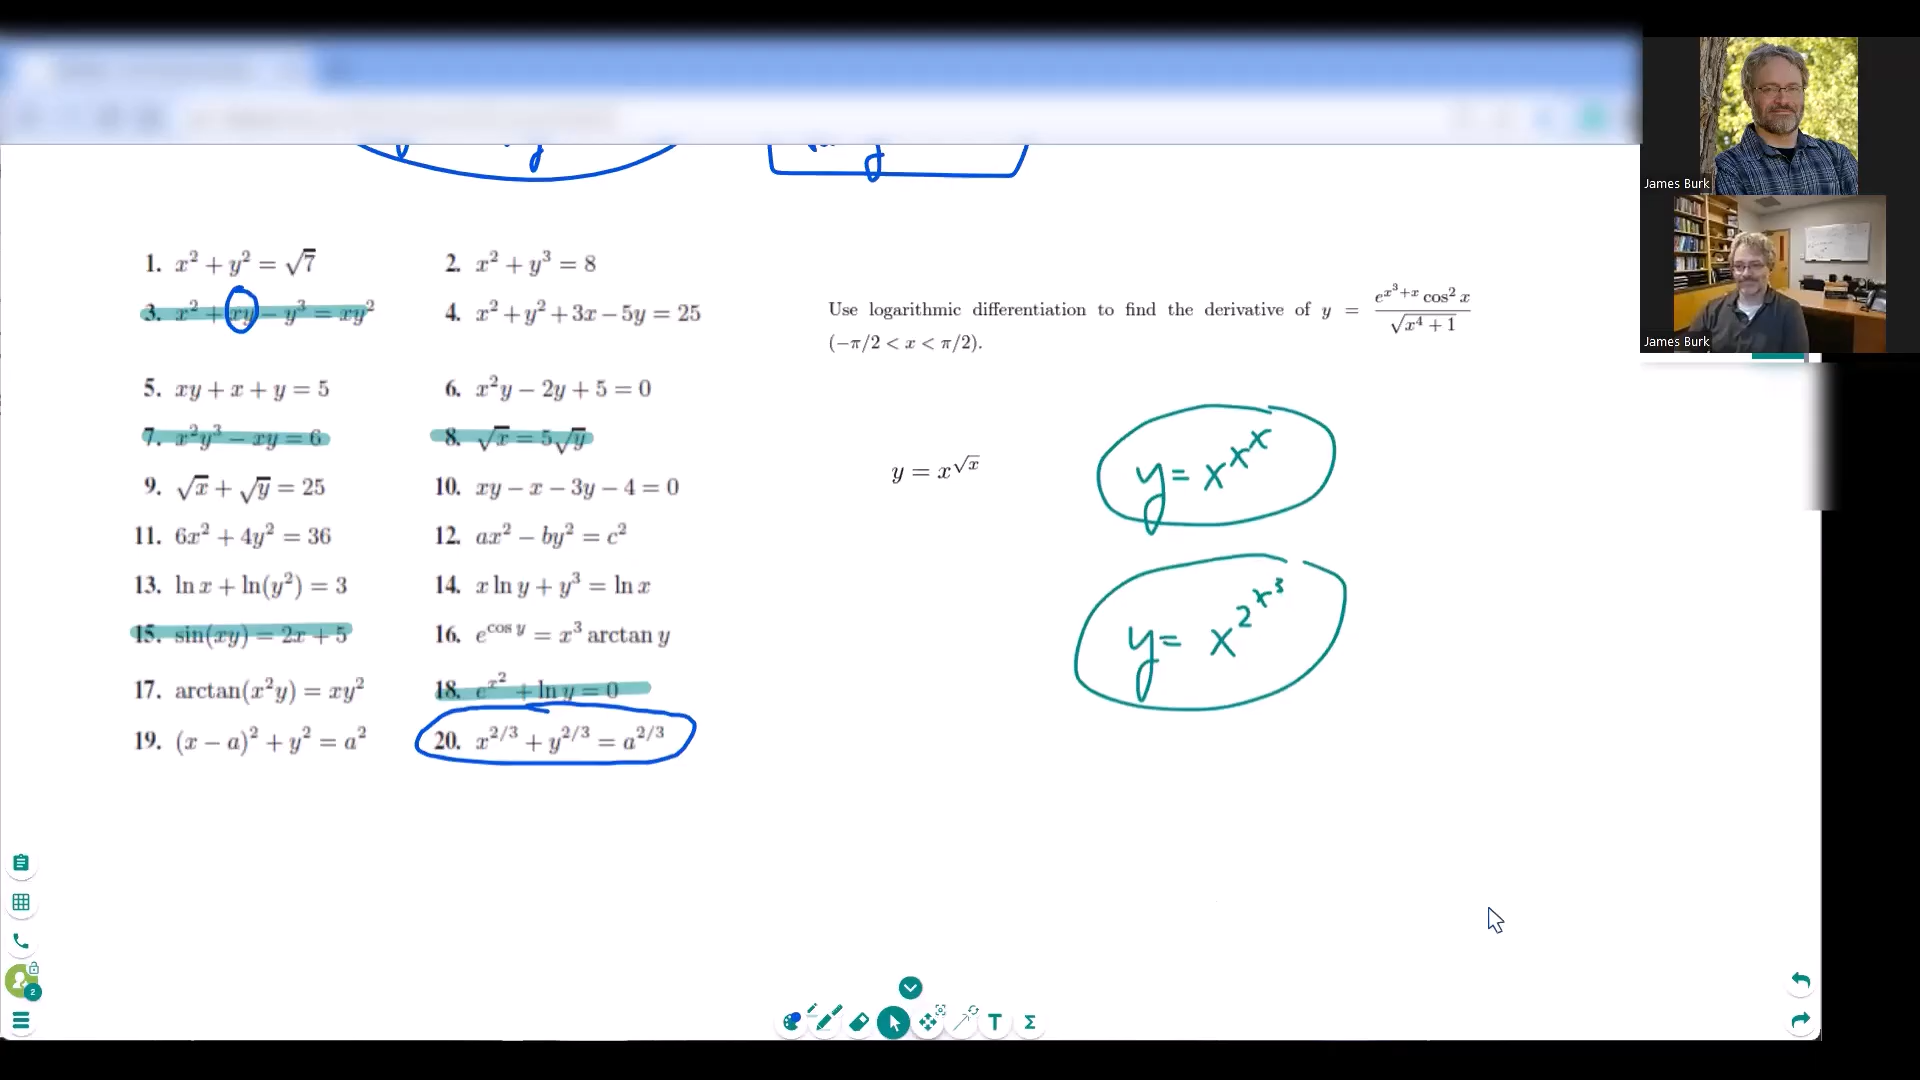 1. x² + y² = √7
2. x² + y³ = 8
3. x² + xy − y³ = xy²
4. x² + y² + 3x − 5y = 25
5. xy + x + y = 5
6. x²y − 2y + 5 = 0
7. x²y³ − xy = 6
8. √x = 5√y
9. √x + √y = 25
10. xy − x − 3y − 4 = 0
11. 6x² + 4y² = 36
12. ax² − by² = c²
13. ln x + ln(y²) = 3
14. x ln y + y³ = ln x
15. sin(xy) = 2x + 5
16. e^{cos y} = x³ arctan y
17. arctan(x²y) = xy²
18. e^{x²} + ln y = 0
19. (x − a)² + y² = a²
20. x^{2/3} + y^{2/3} = a^{2/3}
Use logarithmic differentiation to find the derivative of y = \frac{e^{x³+x} cos² x}{√(x⁴ + 1)}
(−π/2 < x < π/2).
y = x^{√x}
y = x^{x^x}
y = x^{2^{x^3}}
James Burk
James Burk
2
T
Σ